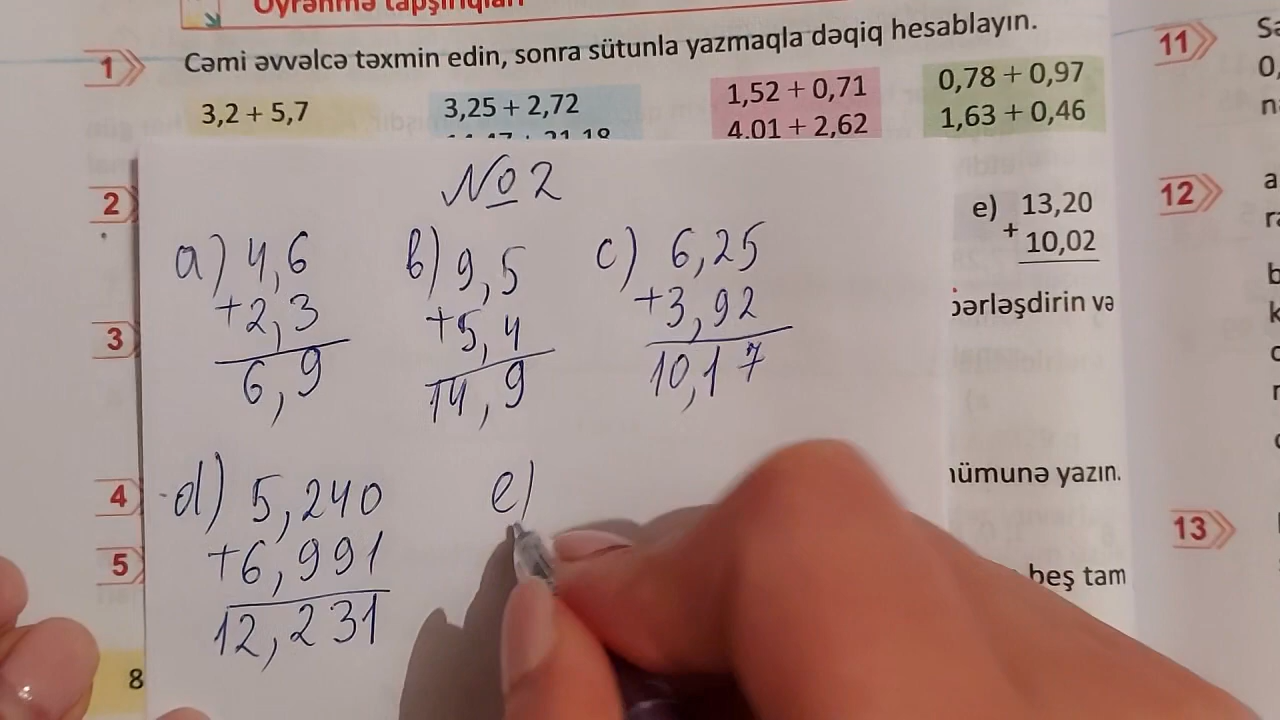 Öyrənmə tapşırıqları
1 Cəmi əvvəlcə təxmin edin, sonra sütunla yazmaqla dəqiq hesablayın.
3,2 + 5,7
3,25 + 2,72
1,52 + 0,71
4,01 + 2,62
0,78 + 0,97
1,63 + 0,46
2
3
4
5
8
№ 2
a) 4,6
+2,3
6,9
b) 9,5
+5,4
14,9
c) 6,25
+3,92
10,17
d) 5,240
+6,991
12,231
e)
e) 13,20
+ 10,02
və
yazın.
beş tam
11
0,
12
a
b
13